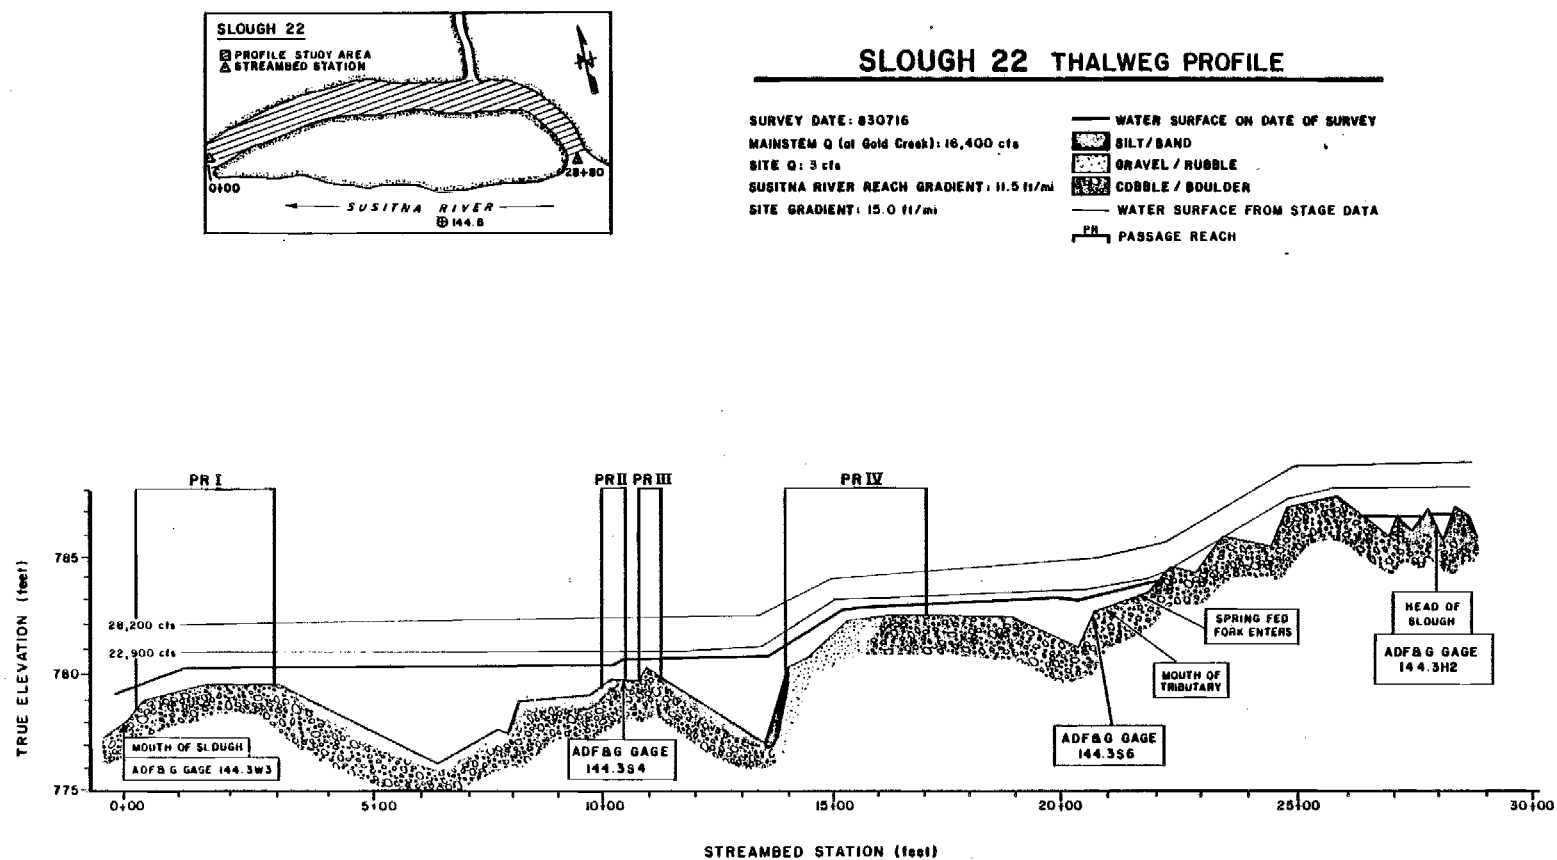 SLOUGH 22
PROFILE STUDY AREA
STREAMBED STATION
0+00
28+80
SUSITNA RIVER
144.6
SLOUGH 22 THALWEG PROFILE
SURVEY DATE: 830716
MAINSTEM Q (at Gold Creek): 16,400 cfs
SITE Q: 3 cfs
SUSITNA RIVER REACH GRADIENT: 11.5 ft/mi
SITE GRADIENT: 15.0 ft/mi
WATER SURFACE ON DATE OF SURVEY
SILT/SAND
GRAVEL / RUBBLE
COBBLE / BOULDER
WATER SURFACE FROM STAGE DATA
PR PASSAGE REACH
PR I
PR II
PR III
PR IV
785
780
775
TRUE ELEVATION (feet)
28,200 cfs
22,900 cfs
MOUTH OF SLOUGH
ADF & G GAGE 144.3W3
ADF & G GAGE
144.3S4
ADF & G GAGE
144.3S6
MOUTH OF
TRIBUTARY
SPRING FED
FORK ENTERS
HEAD OF
SLOUGH
ADF & G GAGE
144.3H2
0+00
5+00
10+00
15+00
20+00
25+00
30+00
STREAMBED STATION (feet)